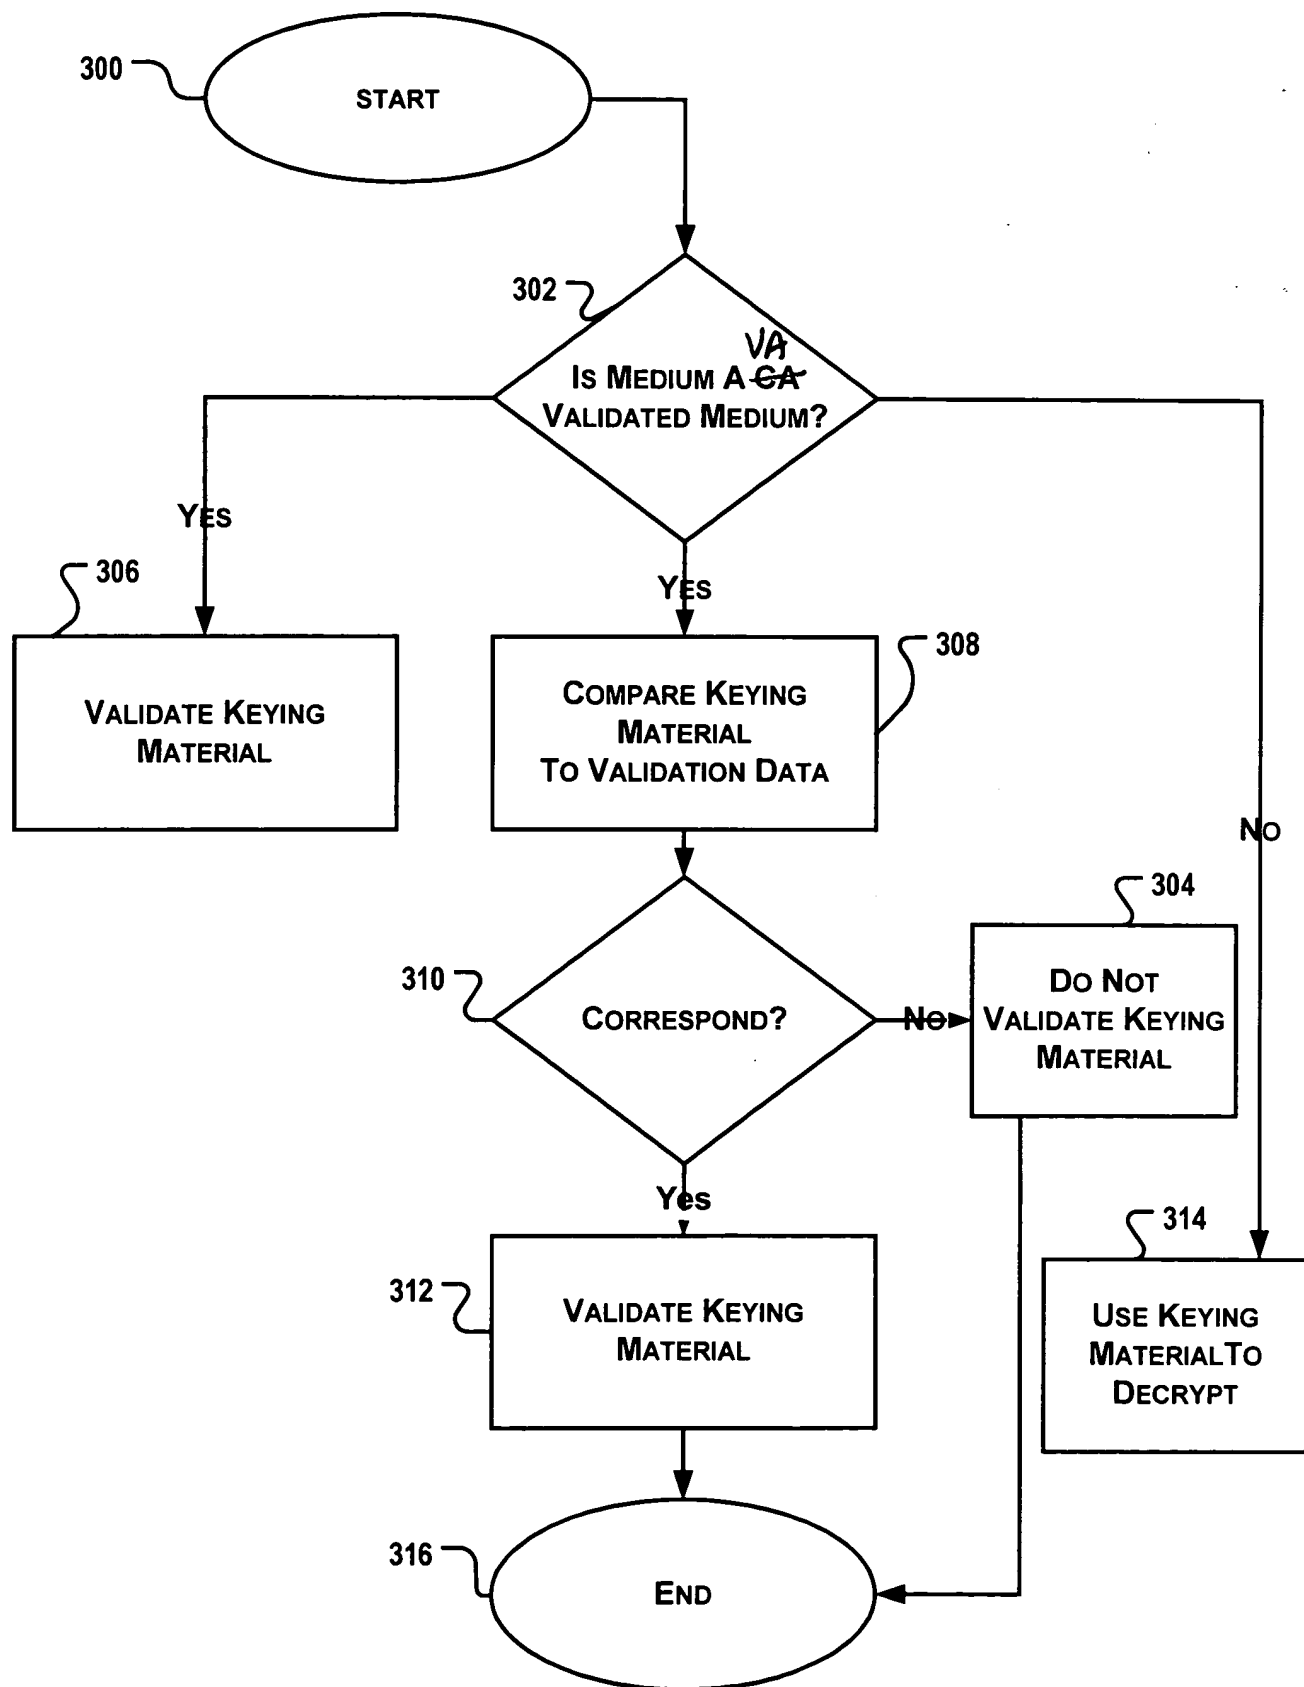 300
START
302
VA
IS MEDIUM A CA
VALIDATED MEDIUM?
YES
306
YES
308
VALIDATE KEYING
MATERIAL
COMPARE KEYING
MATERIAL
TO VALIDATION DATA
NO
304
310
CORRESPOND?
NO
DO NOT
VALIDATE KEYING
MATERIAL
Yes
314
312
VALIDATE KEYING
MATERIAL
USE KEYING
MATERIALTO
DECRYPT
316
END